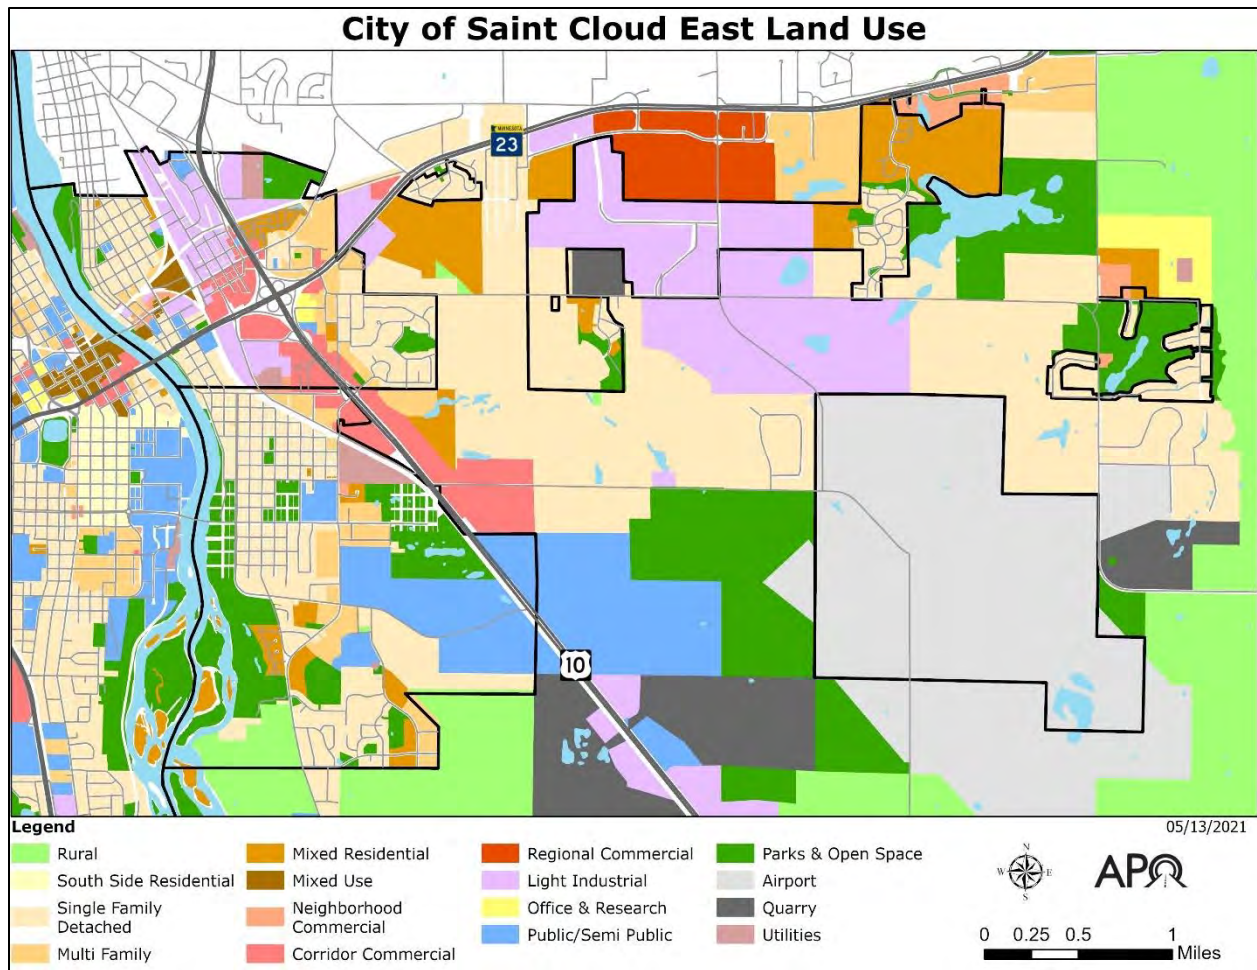 City of Saint Cloud East Land Use
MINNESOTA
23
10
Legend
05/13/2021
Rural
South Side Residential
Single Family
Detached
Multi Family
Mixed Residential
Mixed Use
Neighborhood
Commercial
Corridor Commercial
Regional Commercial
Light Industrial
Office & Research
Public/Semi Public
Parks & Open Space
Airport
Quarry
Utilities
N
W E
S
APO
0 0.25 0.5 1
Miles